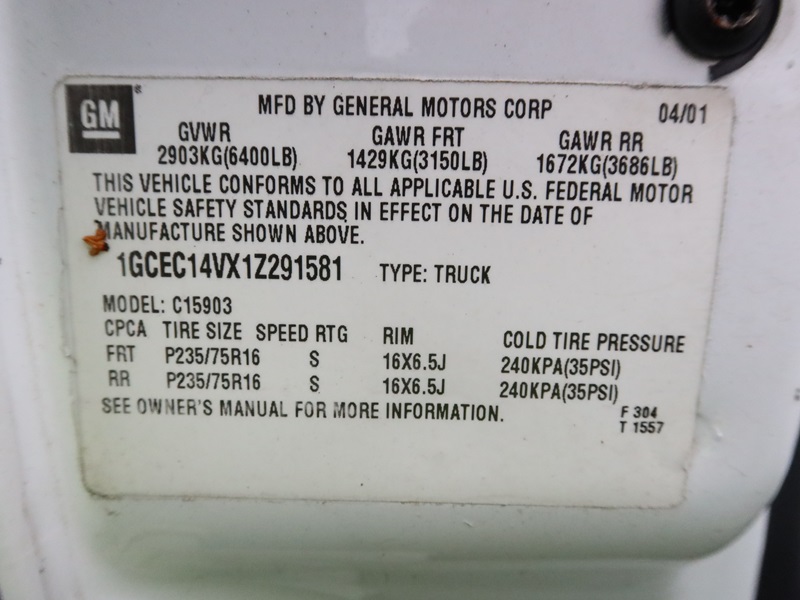 GM®
MFD BY GENERAL MOTORS CORP 04/01
GVWR GAWR FRT GAWR RR
2903KG(6400LB) 1429KG(3150LB) 1672KG(3686LB)
THIS VEHICLE CONFORMS TO ALL APPLICABLE U.S. FEDERAL MOTOR
VEHICLE SAFETY STANDARDS IN EFFECT ON THE DATE OF
MANUFACTURE SHOWN ABOVE.
1GCEC14VX1Z291581 TYPE: TRUCK
MODEL: C15903
CPCA TIRE SIZE SPEED RTG RIM COLD TIRE PRESSURE
FRT P235/75R16 S 16X6.5J 240KPA(35PSI)
RR P235/75R16 S 16X6.5J 240KPA(35PSI)
SEE OWNER'S MANUAL FOR MORE INFORMATION.
F 304
T 1557